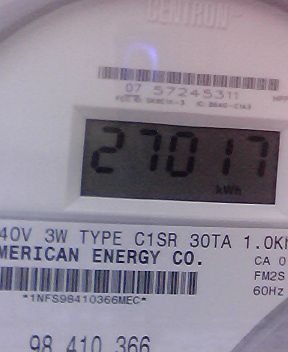 CENTRON
07 57245311
27017
kWh
40V 3W TYPE C1SR 30TA 1.0Kh
MERICAN ENERGY CO.
CA 0
FM2S
*1NFS98410366MEC*
60Hz
98 410 366